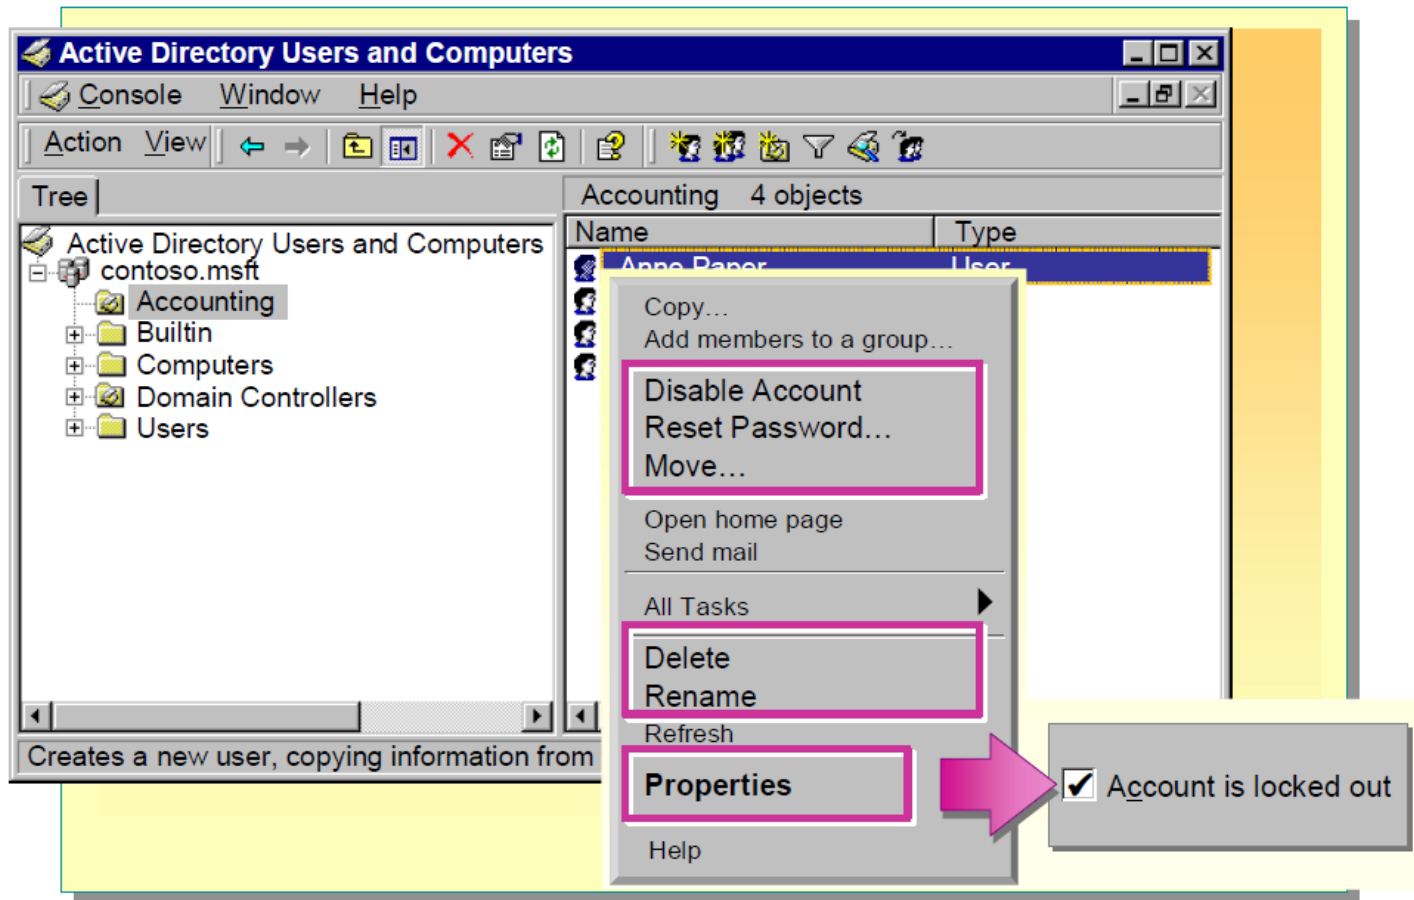 Active Directory Users and Computers
Console Window Help
Action View
Tree
Accounting 4 objects
Name Type
Active Directory Users and Computers
contoso.msft
Accounting
Builtin
Computers
Domain Controllers
Users
Anne Paper User
Copy...
Add members to a group...
Disable Account
Reset Password...
Move...
Open home page
Send mail
All Tasks
Delete
Rename
Refresh
Properties
Help
Account is locked out
Creates a new user, copying information from